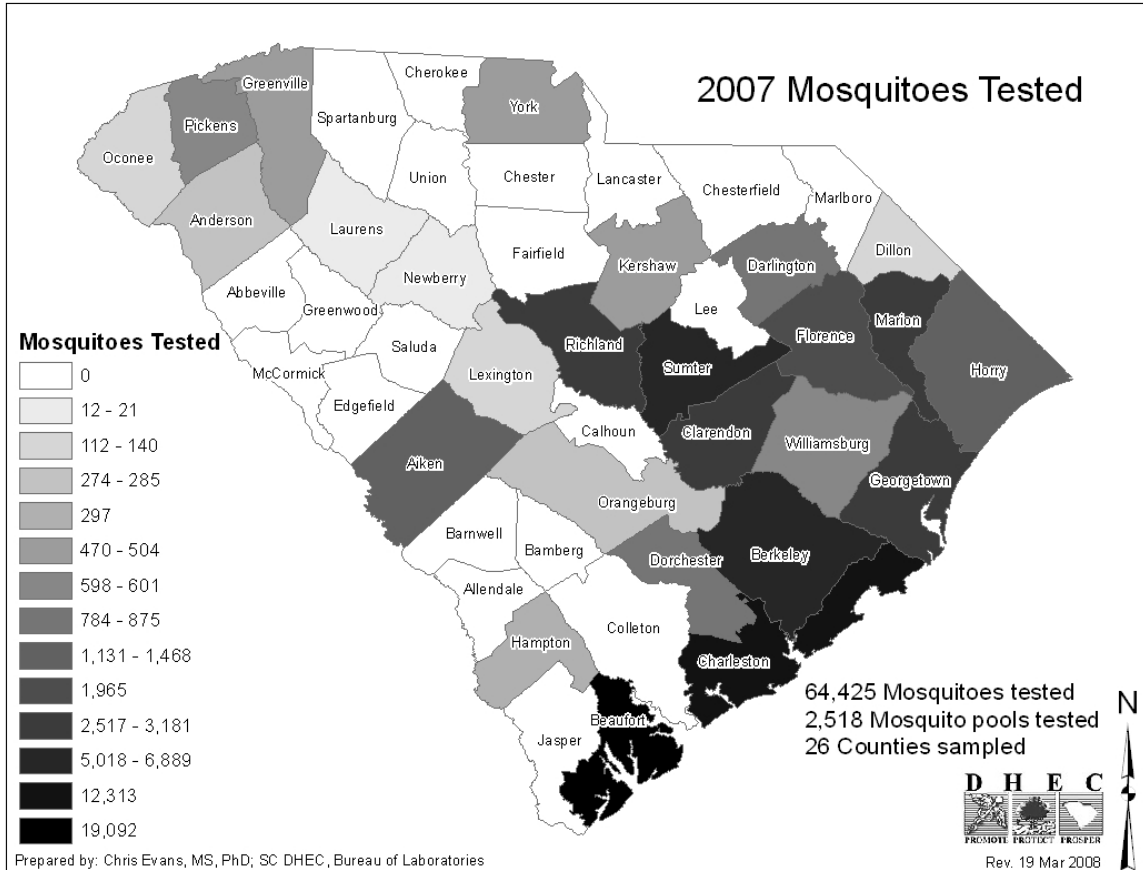 2007 Mosquitoes Tested
Cherokee
Greenville
York
Spartanburg
Pickens
Oconee
Union
Chester
Lancaster
Chesterfield
Marlboro
Anderson
Laurens
Fairfield
Kershaw
Darlington
Dillon
Newberry
Abbeville
Greenwood
Lee
Florence
Marion
Saluda
Richland
Sumter
Horry
McCormick
Lexington
Edgefield
Calhoun
Clarendon
Williamsburg
Aiken
Georgetown
Orangeburg
Barnwell
Bamberg
Dorchester
Berkeley
Allendale
Colleton
Hampton
Charleston
Beaufort
Jasper
Mosquitoes Tested
0
12 - 21
112 - 140
274 - 285
297
470 - 504
598 - 601
784 - 875
1,131 - 1,468
1,965
2,517 - 3,181
5,018 - 6,889
12,313
19,092
64,425 Mosquitoes tested
2,518 Mosquito pools tested
26 Counties sampled
N
D H E C
PROMOTE PROTECT PROSPER
Prepared by: Chris Evans, MS, PhD; SC DHEC, Bureau of Laboratories
Rev. 19 Mar 2008